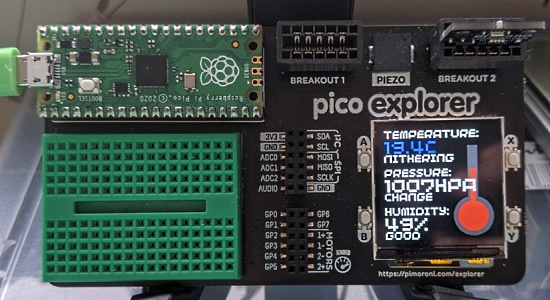 BOOTSEL
Raspberry Pi Pico ©2020
DEBUG
BREAKOUT 1
PIEZO
BREAKOUT 2
pico explorer
3V3
GND
ADC0
ADC1
ADC2
AUDIO
SDA
SCL
MOSI
MISO
SCLK
GND
I2C
SPI
GP0
GP1
GP2
GP3
GP4
GP5
GP6
GP7
1+
1-
2-
2+
MOTORS
A
B
X
Y
TEMPERATURE:
19.4C
NITHERING
PRESSURE:
1007HPA
CHANGE
HUMIDITY:
49%
GOOD
https://pimoroni.com/explorer